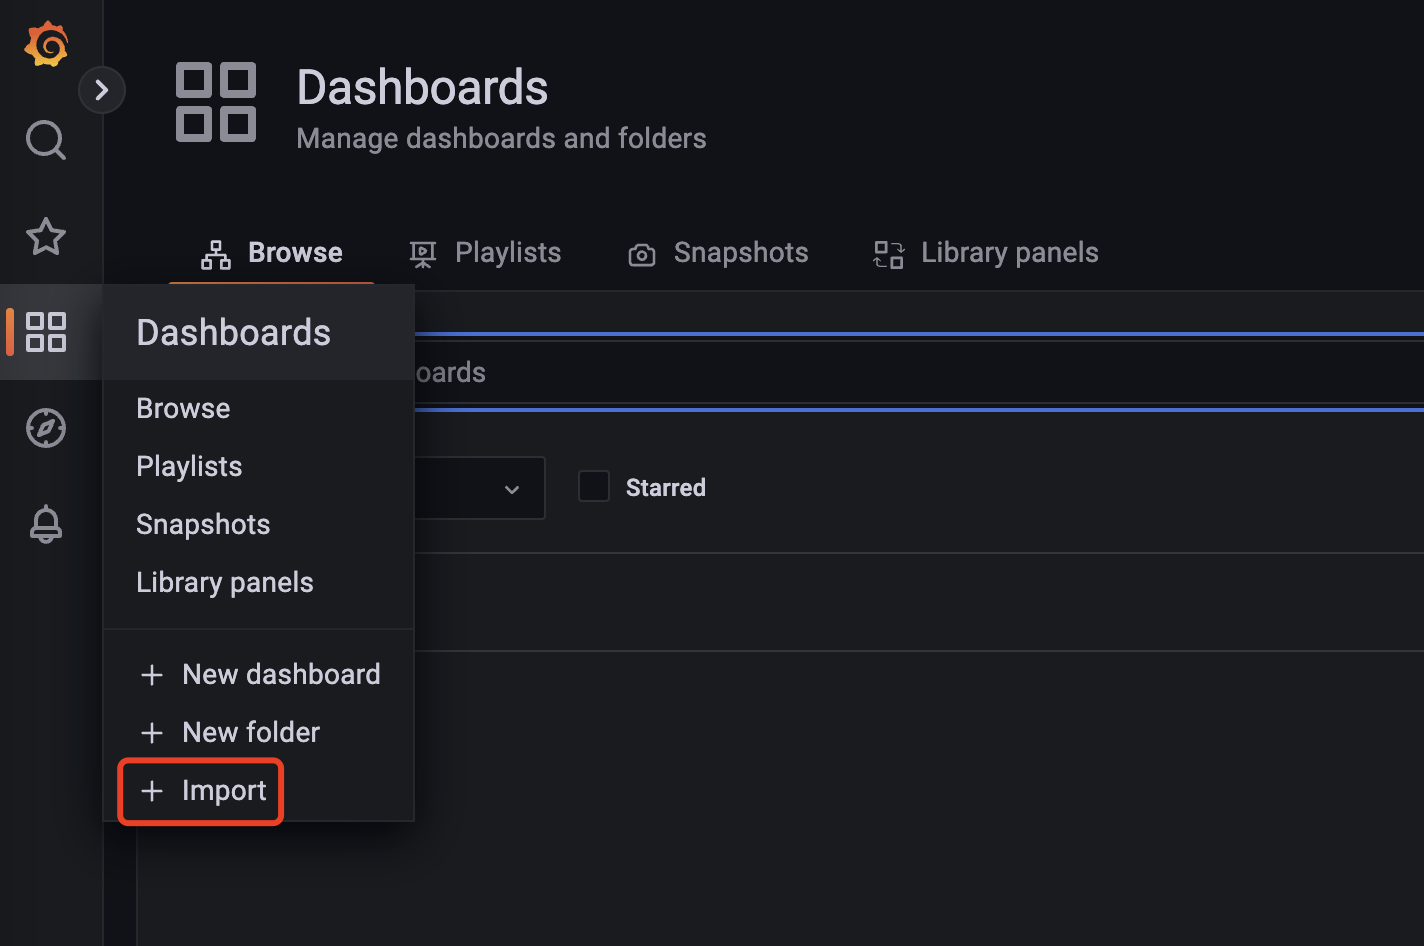 Dashboards
Manage dashboards and folders
Browse Playlists Snapshots Library panels
Dashboards
oards
Browse
Playlists
Starred
Snapshots
Library panels
+ New dashboard
+ New folder
+ Import